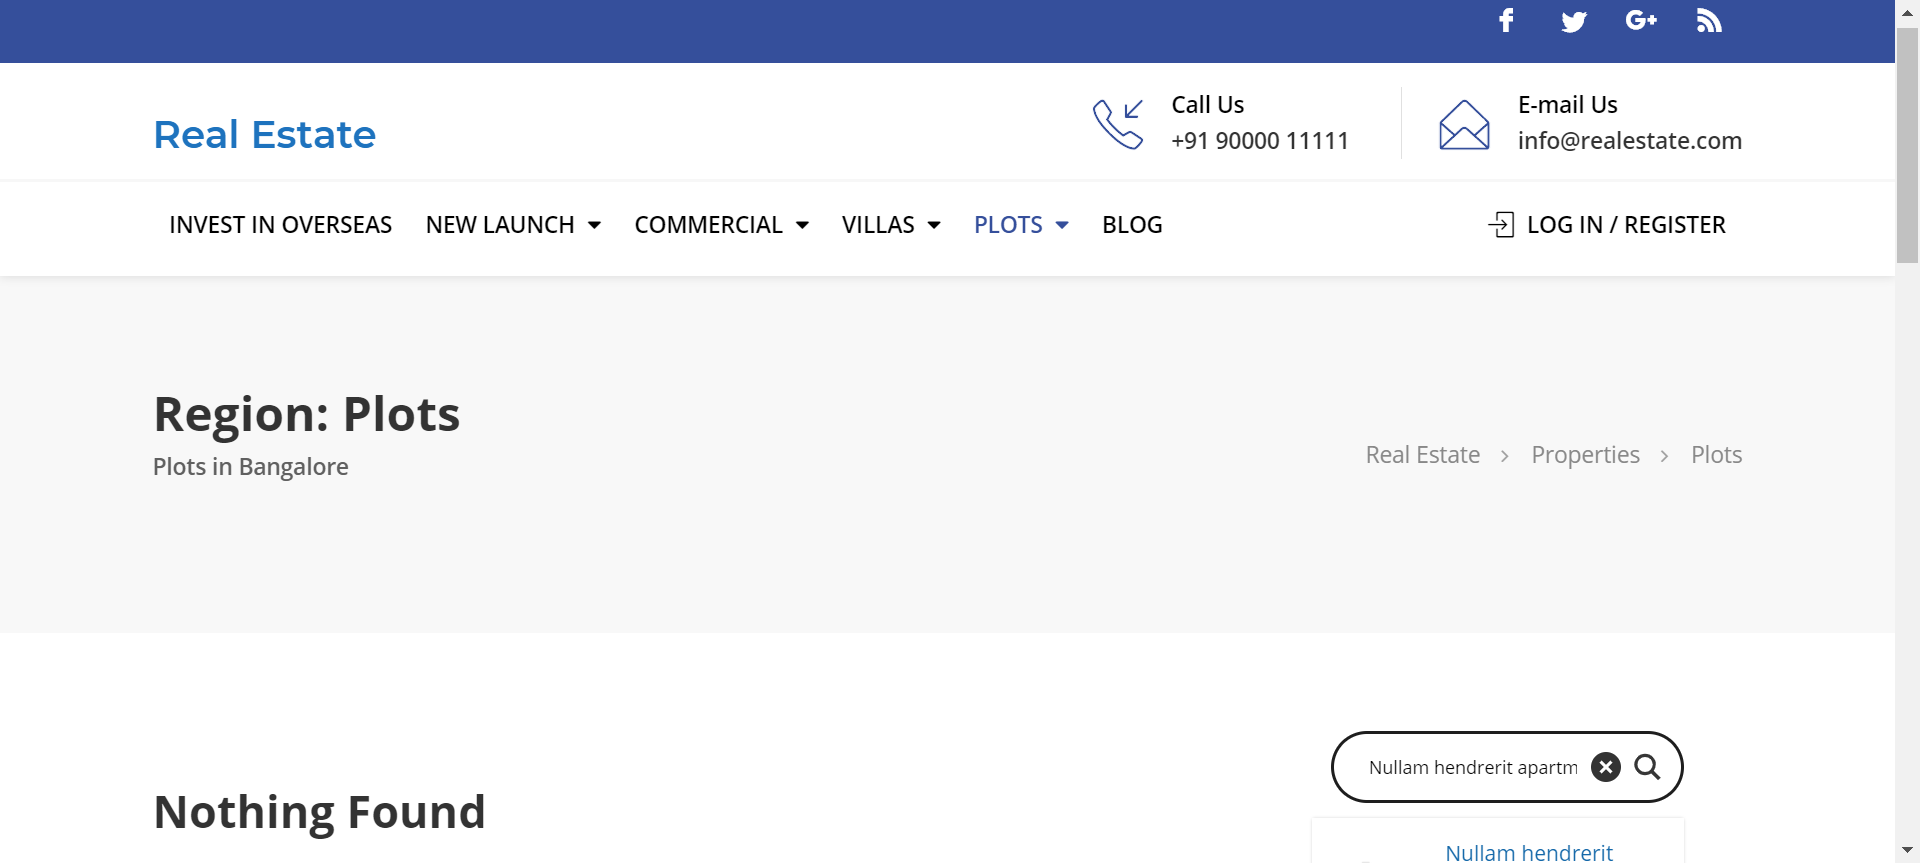 Real Estate
Call Us
+91 90000 11111
E-mail Us
info@realestate.com
INVEST IN OVERSEAS NEW LAUNCH COMMERCIAL VILLAS PLOTS BLOG LOG IN / REGISTER
Region: Plots
Plots in Bangalore
Real Estate > Properties > Plots
Nullam hendrerit apartm
Nothing Found
Nullam hendrerit